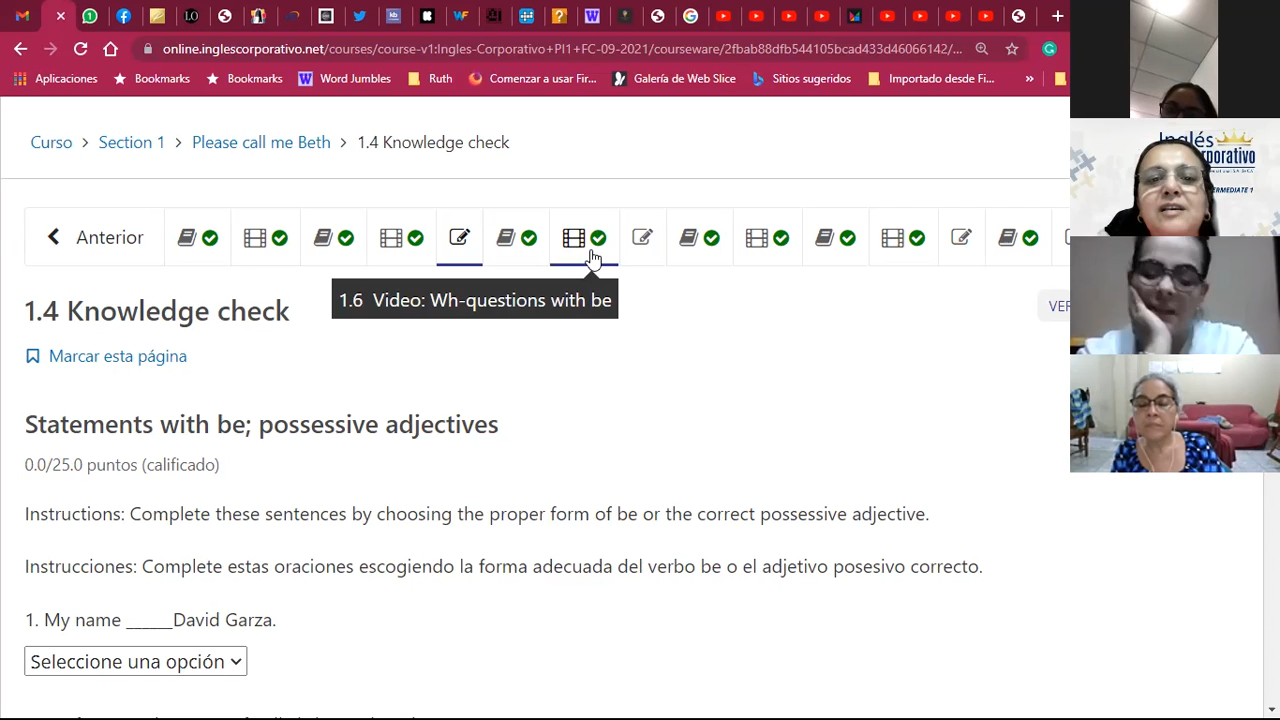 online.inglescorporativo.net/courses/course-v1:Ingles-Corporativo+PI1+FC-09-2021/courseware/2fbab88dfb544105bcad433d46066142/...
Aplicaciones
Bookmarks
Bookmarks
Word Jumbles
Ruth
Comenzar a usar Fir...
Galería de Web Slice
Sitios sugeridos
Importado desde Fi...
»
Inglés
Curso > Section 1 > Please call me Beth > 1.4 Knowledge check
Anterior
1.6 Video: Wh-questions with be
1.4 Knowledge check
VER
Marcar esta página
Statements with be; possessive adjectives
0.0/25.0 puntos (calificado)
Instructions: Complete these sentences by choosing the proper form of be or the correct possessive adjective.
Instrucciones: Complete estas oraciones escogiendo la forma adecuada del verbo be o el adjetivo posesivo correcto.
1. My name ______David Garza.
Seleccione una opción